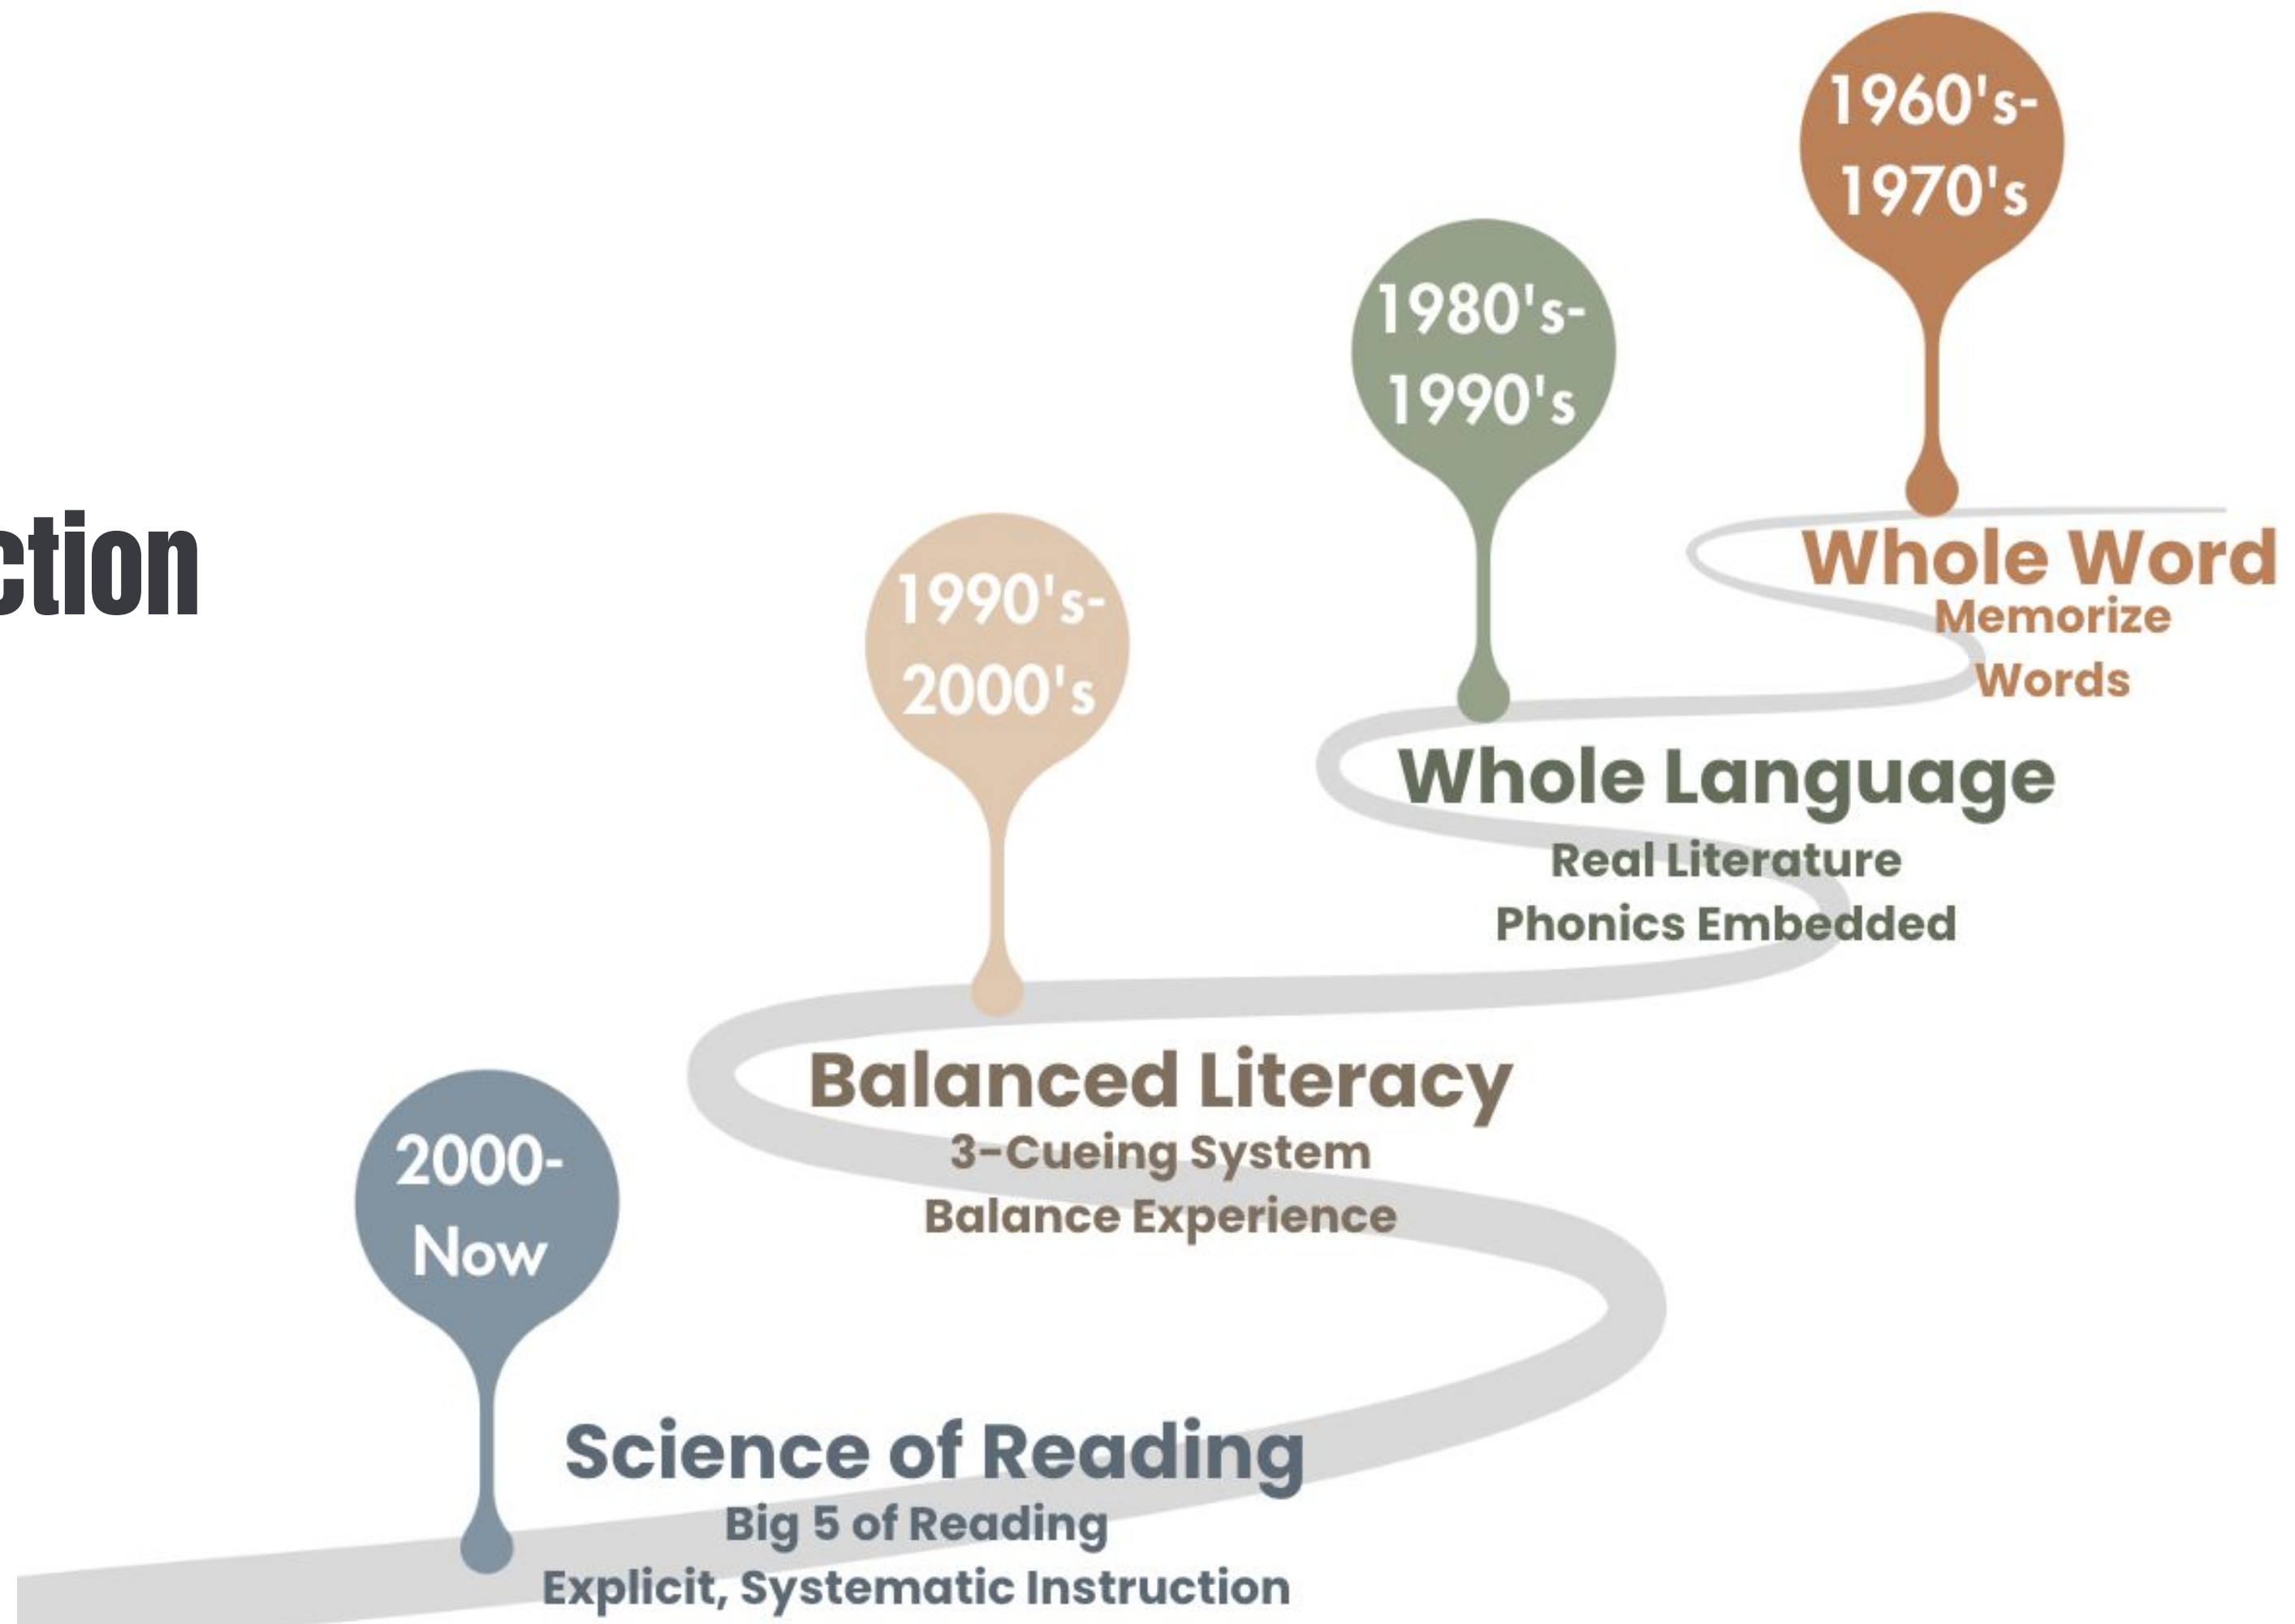 ction
1960's-
1970's
Whole Word
Memorize
Words
1980's-
1990's
Whole Language
Real Literature
Phonics Embedded
1990's-
2000's
Balanced Literacy
3-Cueing System
Balance Experience
2000-
Now
Science of Reading
Big 5 of Reading
Explicit, Systematic Instruction